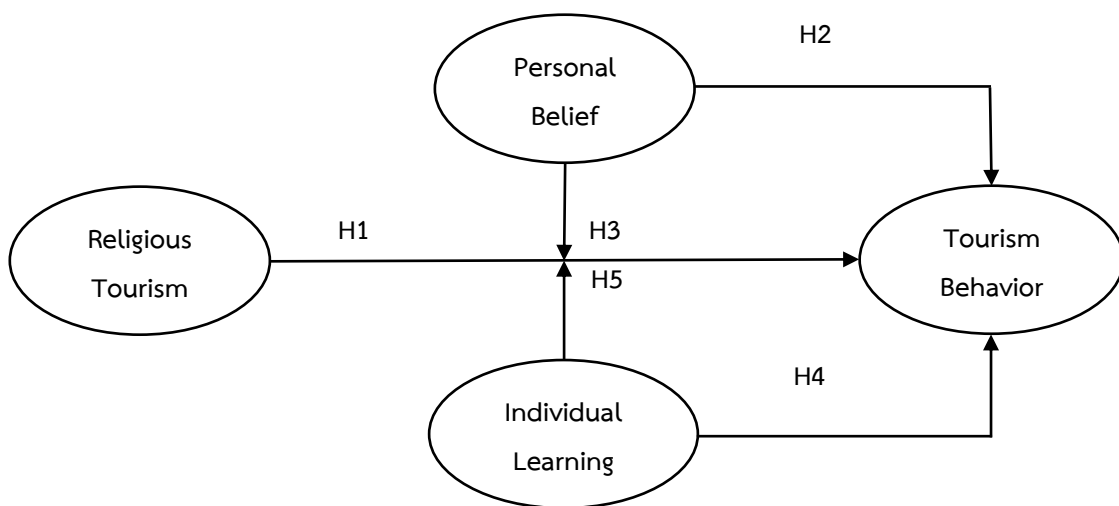 H2
Personal
Belief
H1
H3
Religious
Tourism
Tourism
Behavior
H5
H4
Individual
Learning